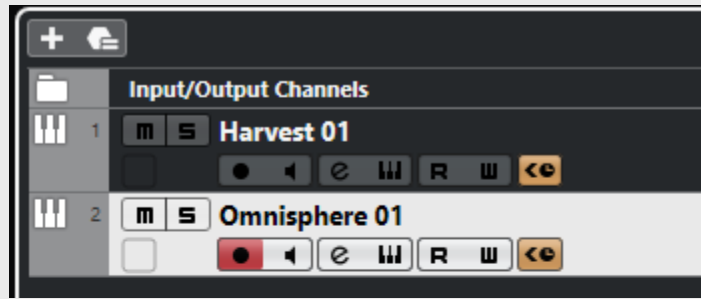 Input/Output Channels
1 m s Harvest 01
e R W
2 m s Omnisphere 01
e R W